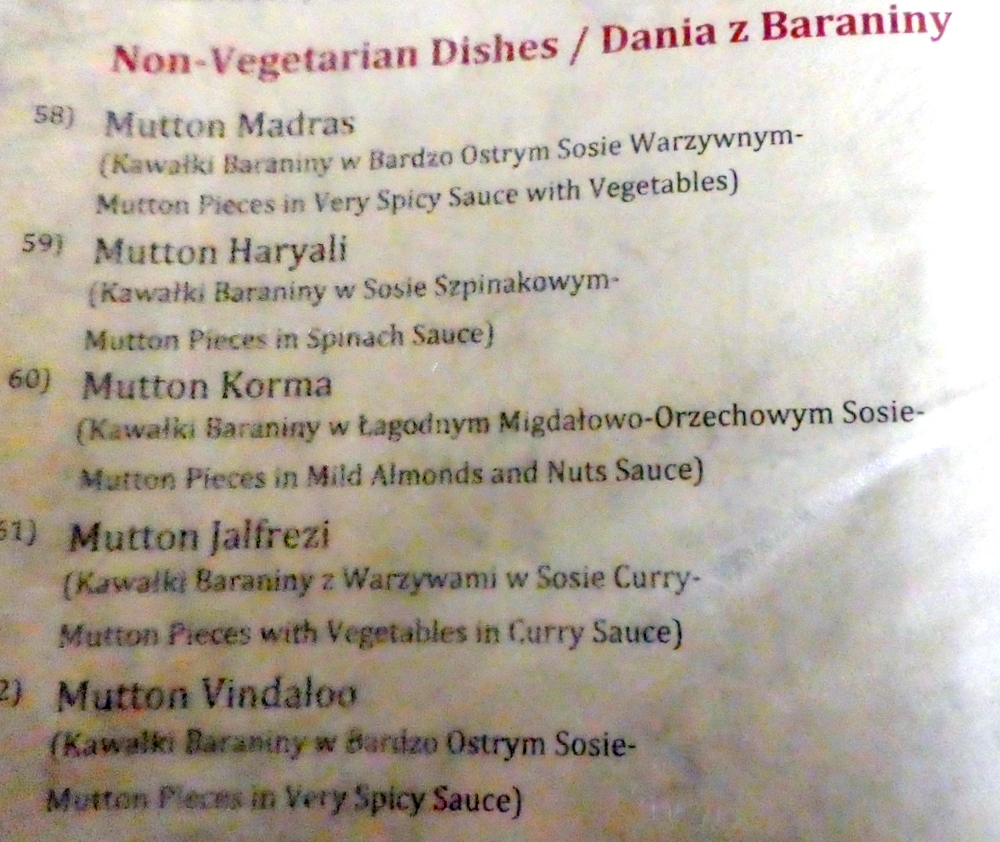 Non-Vegetarian Dishes / Dania z Baraniny
58) Mutton Madras
(Kawałki Baraniny w Bardzo Ostrym Sosie Warzywnym-
Mutton Pieces in Very Spicy Sauce with Vegetables)
59) Mutton Haryali
(Kawałki Baraniny w Sosie Szpinakowym-
Mutton Pieces in Spinach Sauce)
60) Mutton Korma
(Kawałki Baraniny w Łagodnym Migdałowo-Orzechowym Sosie-
Mutton Pieces in Mild Almonds and Nuts Sauce)
61) Mutton Jalfrezi
(Kawałki Baraniny z Warzywami w Sosie Curry-
Mutton Pieces with Vegetables in Curry Sauce)
2) Mutton Vindaloo
(Kawałki Baraniny w Bardzo Ostrym Sosie-
Mutton Pieces in Very Spicy Sauce)